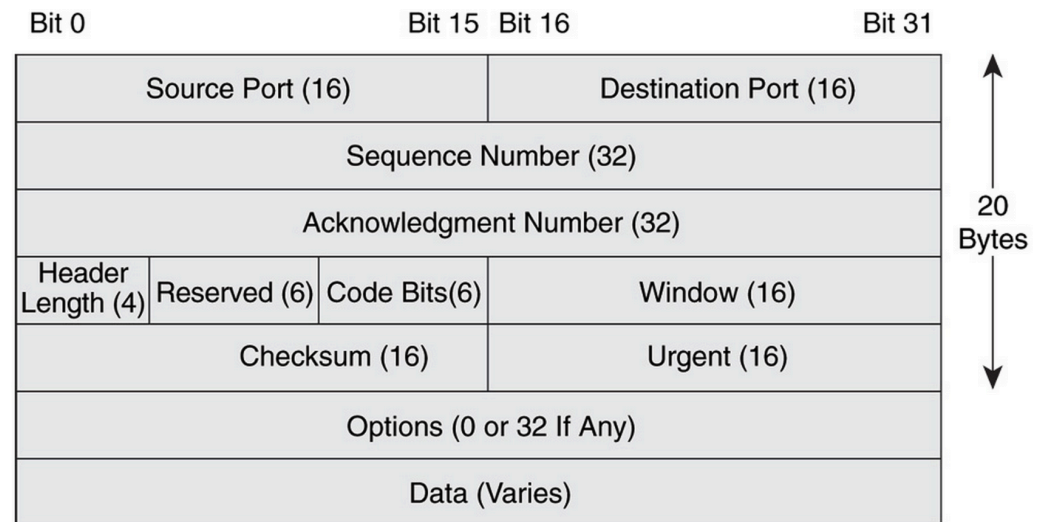 Bit 0 Bit 15 Bit 16 Bit 31
Source Port (16) Destination Port (16)
Sequence Number (32)
Acknowledgment Number (32)
20
Bytes
Header
Length (4) Reserved (6) Code Bits(6) Window (16)
Checksum (16) Urgent (16)
Options (0 or 32 If Any)
Data (Varies)